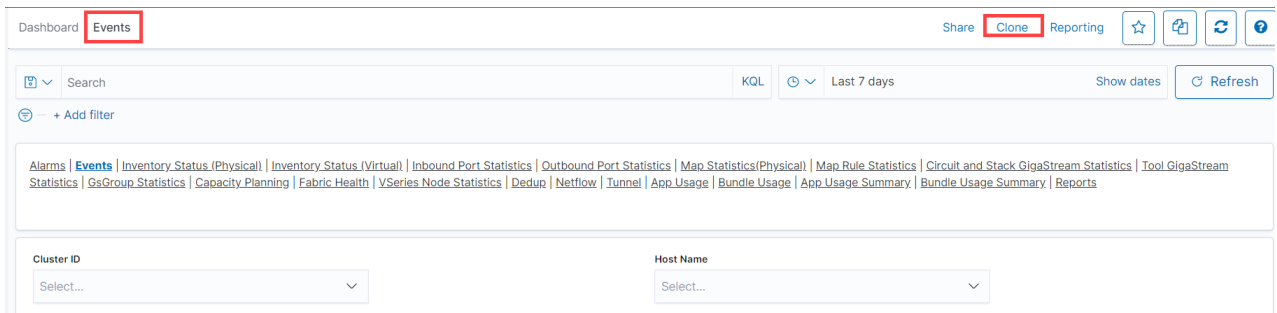 Dashboard Events Share Clone Reporting
Search KQL Last 7 days Show dates Refresh
+ Add filter
Alarms | Events | Inventory Status (Physical) | Inventory Status (Virtual) | Inbound Port Statistics | Outbound Port Statistics | Map Statistics(Physical) | Map Rule Statistics | Circuit and Stack GigaStream Statistics | Tool GigaStream
Statistics | GsGroup Statistics | Capacity Planning | Fabric Health | VSeries Node Statistics | Dedup | Netflow | Tunnel | App Usage | Bundle Usage | App Usage Summary | Bundle Usage Summary | Reports
Cluster ID Host Name
Select... Select...